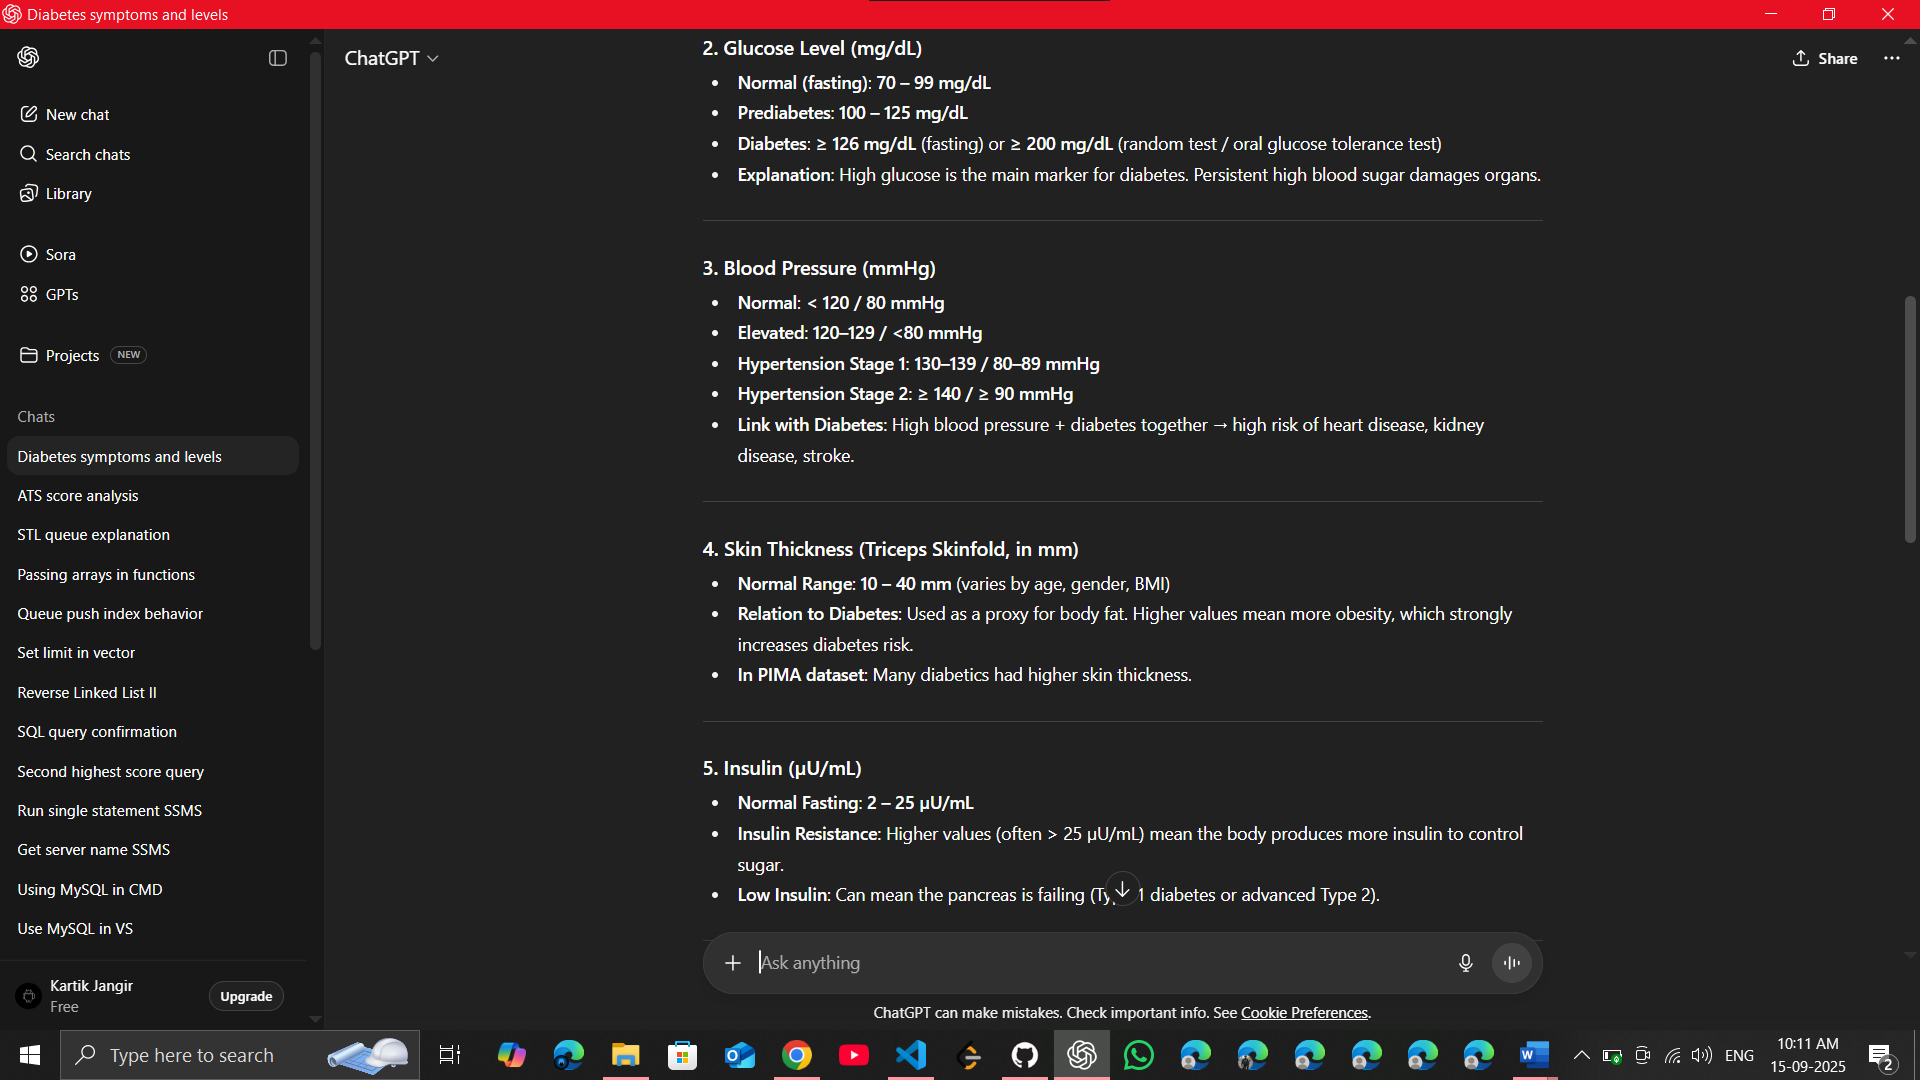 Diabetes symptoms and levels
New chat
Search chats
Library
Sora
GPTs
Projects NEW
Chats
Diabetes symptoms and levels
ATS score analysis
STL queue explanation
Passing arrays in functions
Queue push index behavior
Set limit in vector
Reverse Linked List II
SQL query confirmation
Second highest score query
Run single statement SSMS
Get server name SSMS
Using MySQL in CMD
Use MySQL in VS
Kartik Jangir
Free
Upgrade
ChatGPT
Share
2. Glucose Level (mg/dL)
• Normal (fasting): 70 – 99 mg/dL
• Prediabetes: 100 – 125 mg/dL
• Diabetes: ≥ 126 mg/dL (fasting) or ≥ 200 mg/dL (random test / oral glucose tolerance test)
• Explanation: High glucose is the main marker for diabetes. Persistent high blood sugar damages organs.
3. Blood Pressure (mmHg)
• Normal: < 120 / 80 mmHg
• Elevated: 120–129 / <80 mmHg
• Hypertension Stage 1: 130–139 / 80–89 mmHg
• Hypertension Stage 2: ≥ 140 / ≥ 90 mmHg
• Link with Diabetes: High blood pressure + diabetes together → high risk of heart disease, kidney
disease, stroke.
4. Skin Thickness (Triceps Skinfold, in mm)
• Normal Range: 10 – 40 mm (varies by age, gender, BMI)
• Relation to Diabetes: Used as a proxy for body fat. Higher values mean more obesity, which strongly
increases diabetes risk.
• In PIMA dataset: Many diabetics had higher skin thickness.
5. Insulin (µU/mL)
• Normal Fasting: 2 – 25 µU/mL
• Insulin Resistance: Higher values (often > 25 µU/mL) mean the body produces more insulin to control
sugar.
• Low Insulin: Can mean the pancreas is failing (Type 1 diabetes or advanced Type 2).
Ask anything
ChatGPT can make mistakes. Check important info. See Cookie Preferences.
Type here to search
ENG
10:11 AM
15-09-2025
2